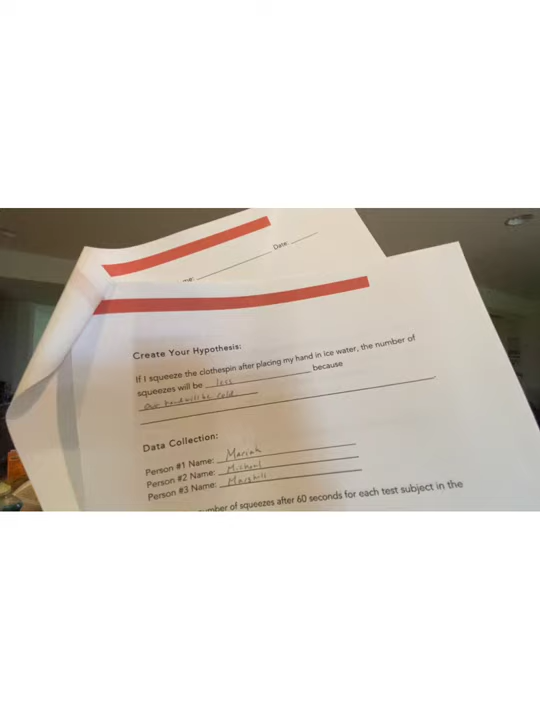 Date:
Create Your Hypothesis:
If I squeeze the clothespin after placing my hand in ice water, the number of
squeezes will be less because
our hand will be cold
Data Collection:
Person #1 Name: Mariah
Person #2 Name: Michael
Person #3 Name: Marshall
number of squeezes after 60 seconds for each test subject in the